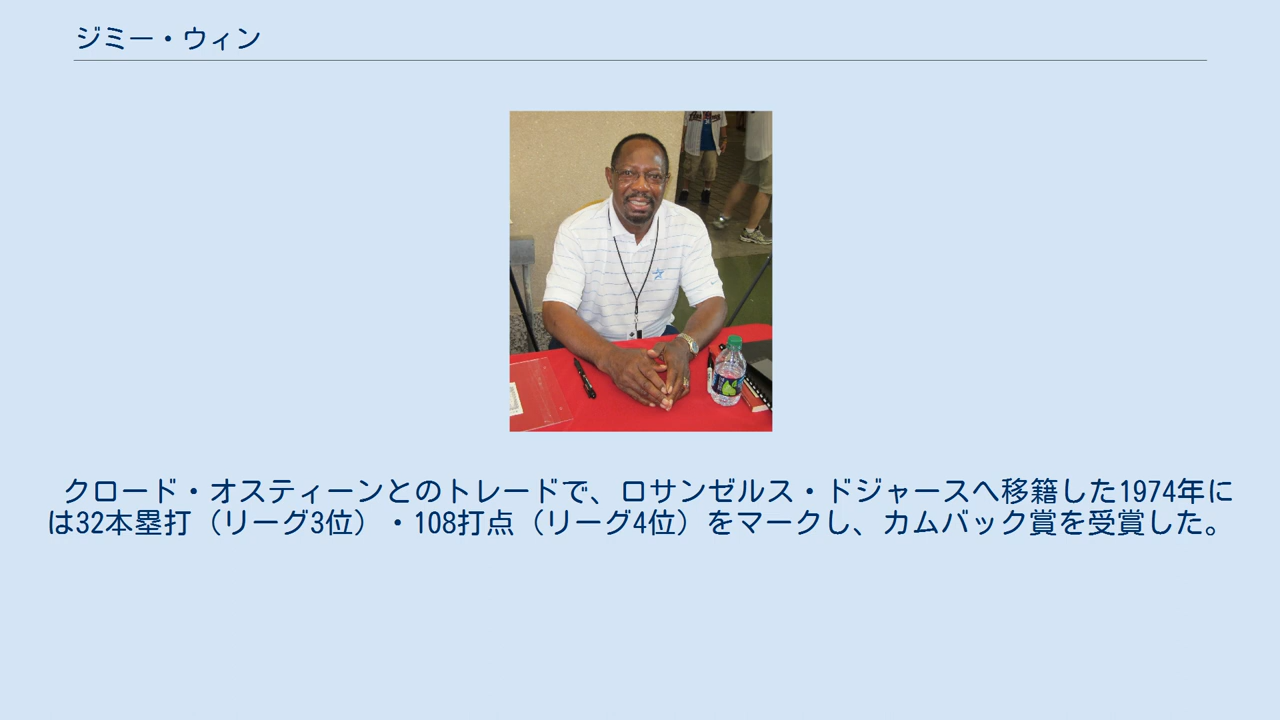 ジミー・ウィン
クロード・オスティーンとのトレードで、ロサンゼルス・ドジャースへ移籍した1974年に
は32本塁打（リーグ3位）・108打点（リーグ4位）をマークし、カムバック賞を受賞した。